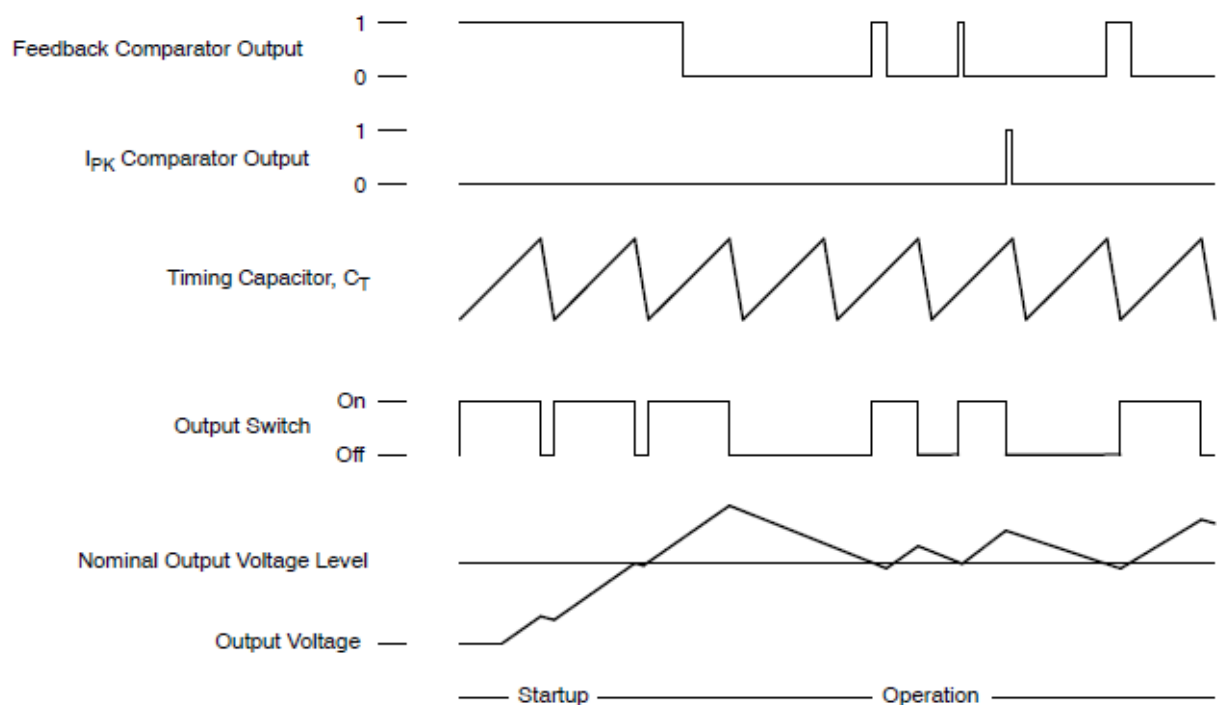 1
Feedback Comparator Output
0
1
IPK Comparator Output
0
Timing Capacitor, CT
On
Output Switch
Off
Nominal Output Voltage Level
Output Voltage
Startup
Operation